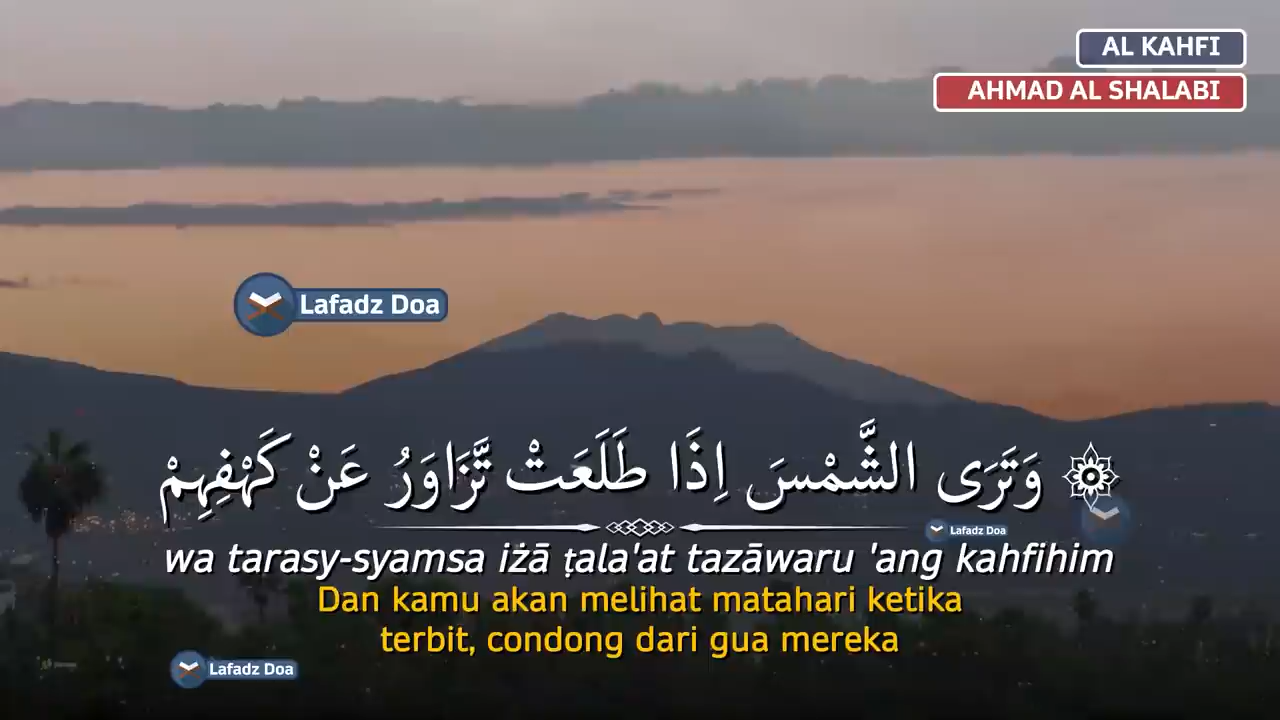 AL KAHFI
AHMAD AL SHALABI
Lafadz Doa
۞ وَتَرَى الشَّمْسَ اِذَا طَلَعَتْ تَّزَاوَرُ عَنْ كَهْفِهِمْ
Lafadz Doa
wa tarasy-syamsa iżā ṭala'at tazāwaru 'ang kahfihim
Dan kamu akan melihat matahari ketika
terbit, condong dari gua mereka
Lafadz Doa